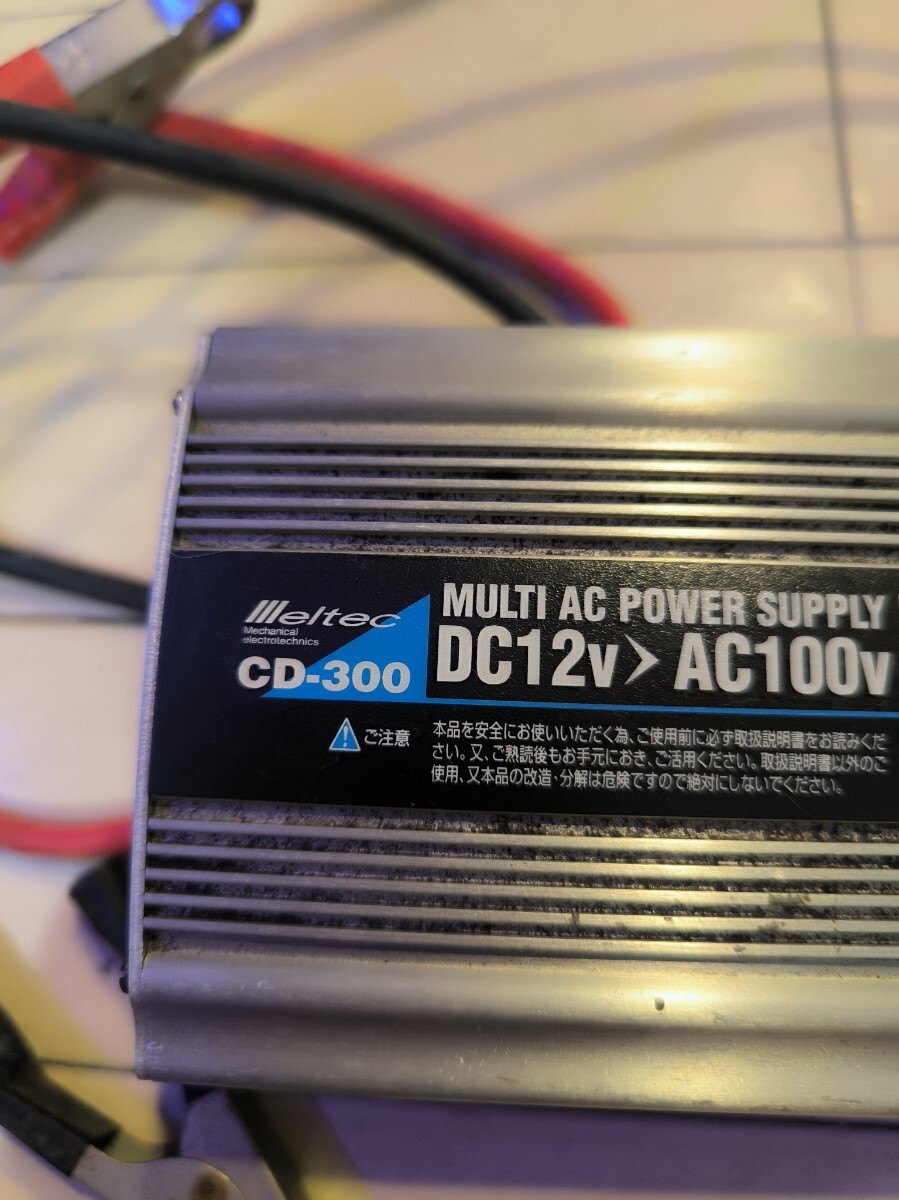 Meltec
Mechanical
electrotechnics
CD-300
MULTI AC POWER SUPPLY
DC12V > AC100V
ご注意
本品を安全にお使いいただく為、ご使用前に必ず取扱説明書をお読みくだ
さい。又、ご熟読後もお手元におき、ご活用ください。取扱説明書以外のご
使用、又本品の改造・分解は危険ですので絶対にしないでください。